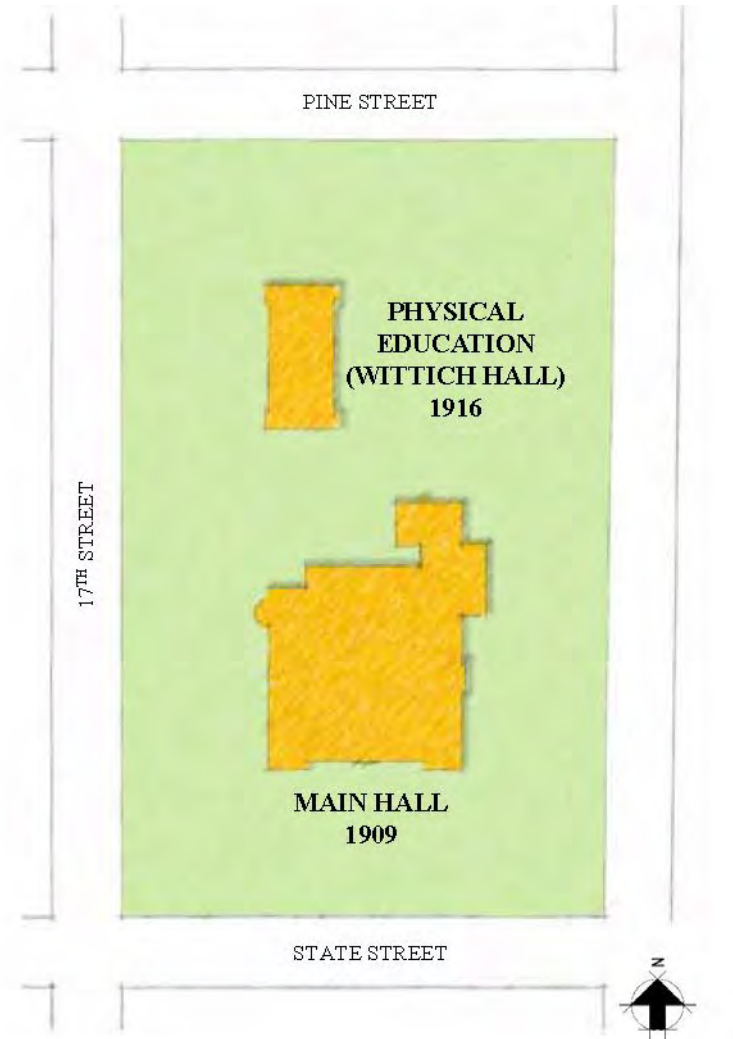 PINE STREET
PHYSICAL
EDUCATION
(WITTICH HALL)
1916
17TH STREET
MAIN HALL
1909
STATE STREET
N